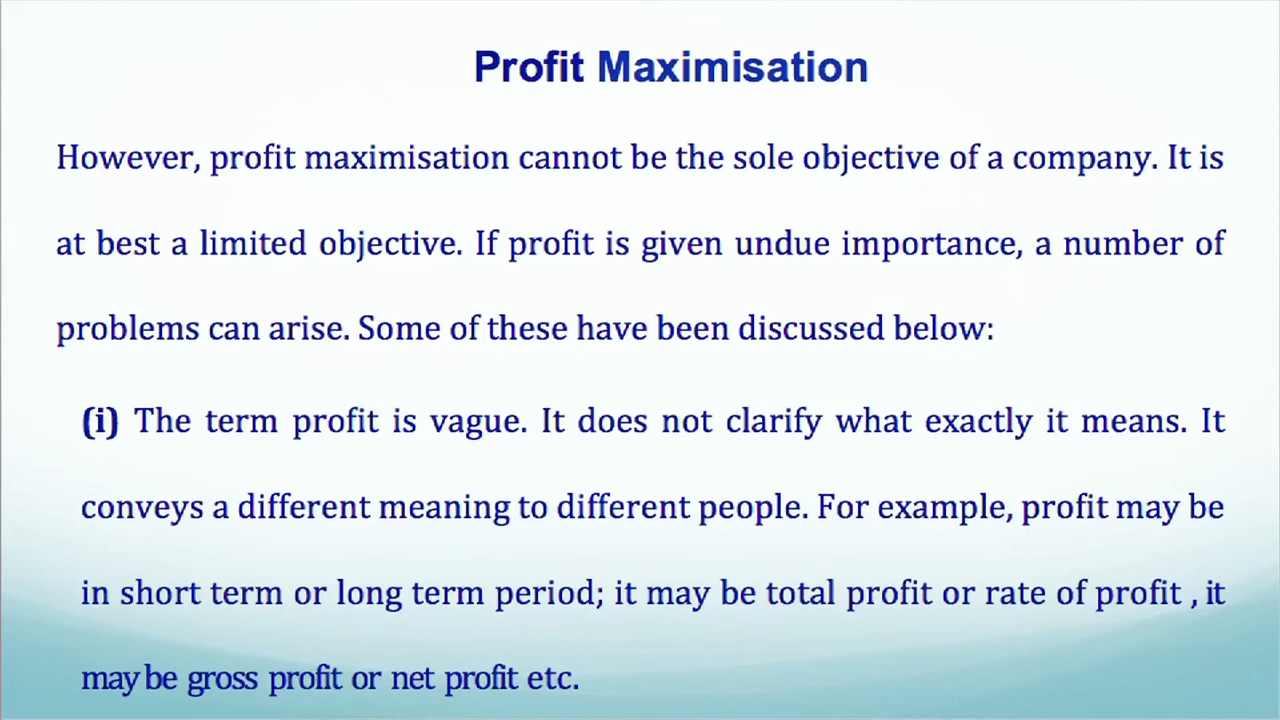 Profit Maximisation
However, profit maximisation cannot be the sole objective of a company. It is
at best a limited objective. If profit is given undue importance, a number of
problems can arise. Some of these have been discussed below:
(i) The term profit is vague. It does not clarify what exactly it means. It
conveys a different meaning to different people. For example, profit may be
in short term or long term period; it may be total profit or rate of profit , it
may be gross profit or net profit etc.